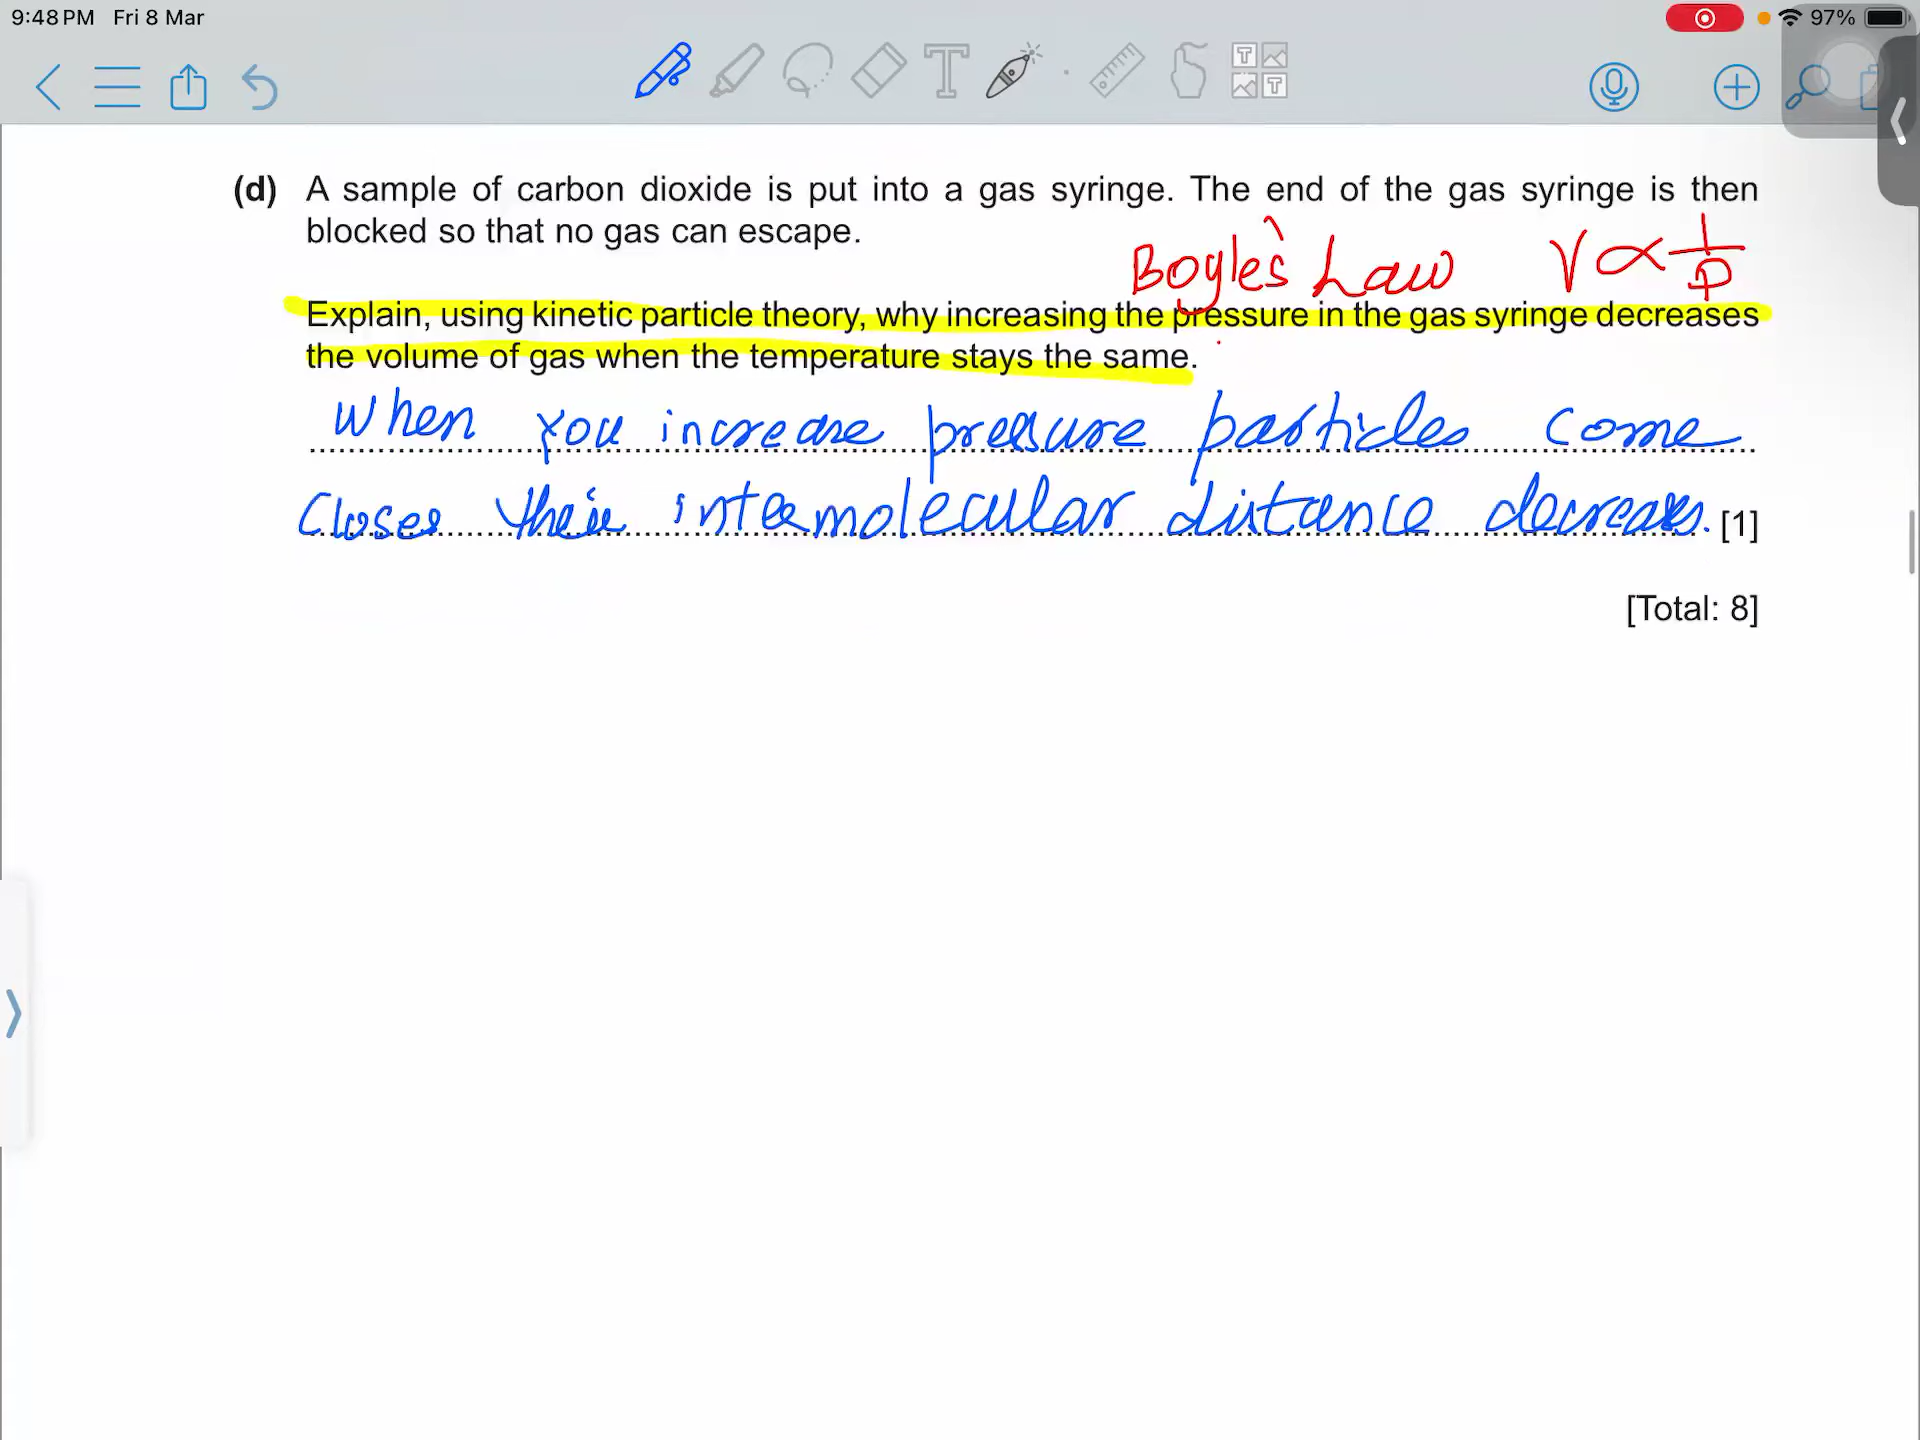 9:48 PM Fri 8 Mar 97%
(d) A sample of carbon dioxide is put into a gas syringe. The end of the gas syringe is then
blocked so that no gas can escape.
Boyle's Law V ∝ 1/P
Explain, using kinetic particle theory, why increasing the pressure in the gas syringe decreases
the volume of gas when the temperature stays the same.
When you increase pressure particles come
closer their intermolecular distance decreases. [1]
[Total: 8]